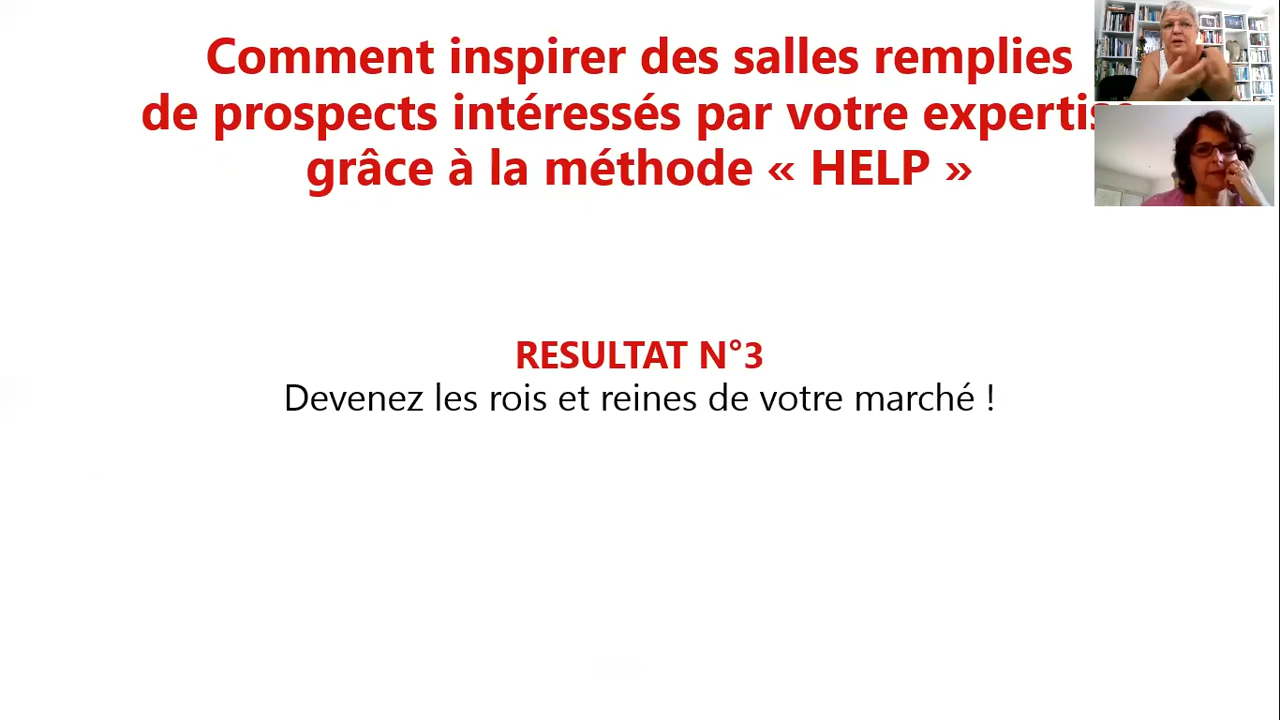 Comment inspirer des salles remplies
de prospects intéressés par votre expertis
grâce à la méthode « HELP »
RESULTAT N°3
Devenez les rois et reines de votre marché !